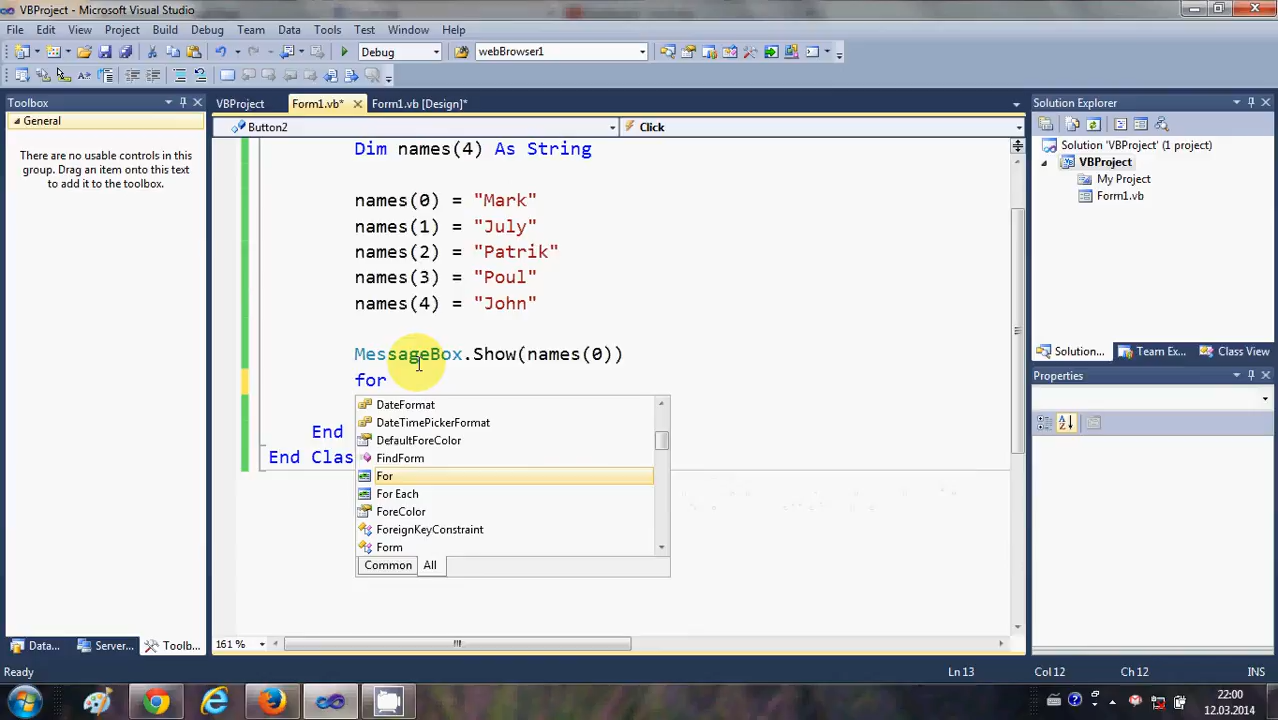 VBProject - Microsoft Visual Studio
File Edit View Project Build Debug Team Data Tools Test Window Help
Debug webBrowser1
Toolbox
VBProject Form1.vb* Form1.vb [Design]*
Solution Explorer
General
Button2 Click
There are no usable controls in this
group. Drag an item onto this text
to add it to the toolbox.
Dim names(4) As String
names(0) = "Mark"
names(1) = "July"
names(2) = "Patrik"
names(3) = "Poul"
names(4) = "John"
MessageBox.Show(names(0))
for
End
End Clas
DateFormat
DateTimePickerFormat
DefaultForeColor
FindForm
For
For Each
ForeColor
ForeignKeyConstraint
Form
Common All
Solution 'VBProject' (1 project)
VBProject
My Project
Form1.vb
Solution... Team Ex... Class View
Properties
Data... Server... Toolb...
161 %
Ready Ln 13 Col 12 Ch 12 INS
22:00
12.03.2014